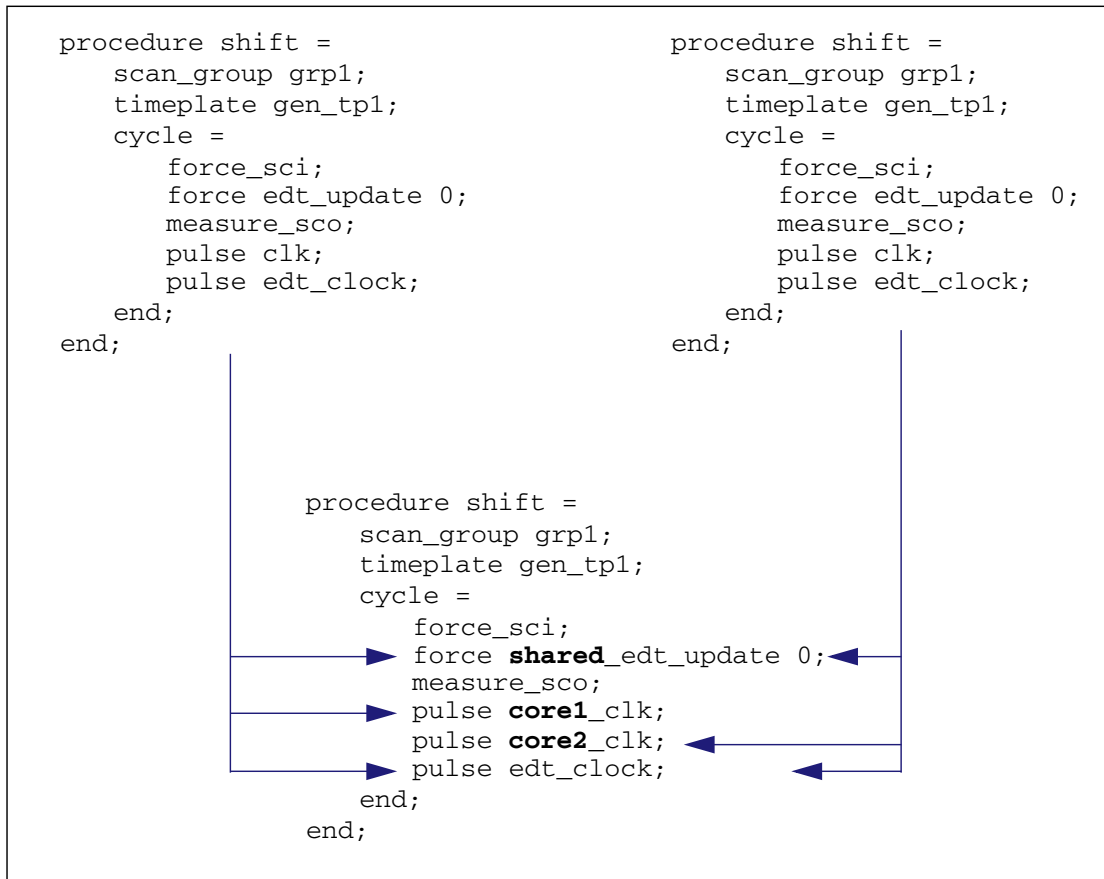 procedure shift =
scan_group grp1;
timeplate gen_tp1;
cycle =
force_sci;
force edt_update 0;
measure_sco;
pulse clk;
pulse edt_clock;
end;
end;
procedure shift =
scan_group grp1;
timeplate gen_tp1;
cycle =
force_sci;
force edt_update 0;
measure_sco;
pulse clk;
pulse edt_clock;
end;
end;
procedure shift =
scan_group grp1;
timeplate gen_tp1;
cycle =
force_sci;
force shared_edt_update 0;
measure_sco;
pulse core1_clk;
pulse core2_clk;
pulse edt_clock;
end;
end;